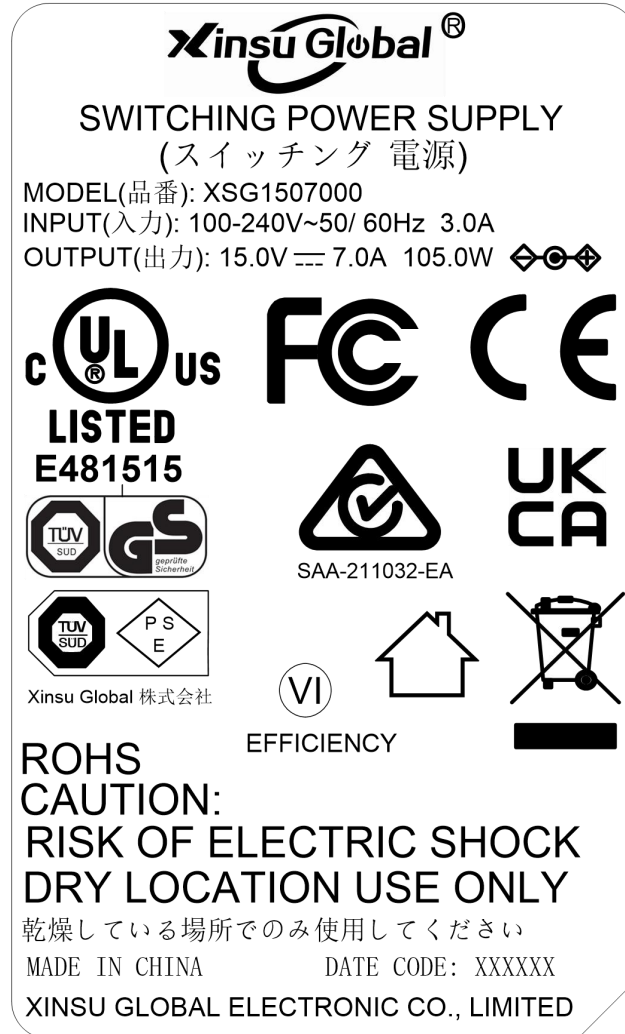 Xinsu Global ®
SWITCHING POWER SUPPLY
(スイッチング 電源)
MODEL(品番): XSG1507000
INPUT(入力): 100-240V~50/ 60Hz 3.0A
OUTPUT(出力): 15.0V ⎓ 7.0A 105.0W
C UL ® US
FC CE
LISTED
E481515
UK
CA
TÜV
SÜD
GS
geprüfte
Sicherheit
SAA-211032-EA
TÜV
SÜD
P S
E
Xinsu Global 株式会社
VI
EFFICIENCY
ROHS
CAUTION:
RISK OF ELECTRIC SHOCK
DRY LOCATION USE ONLY
乾燥している場所でのみ使用してください
MADE IN CHINA DATE CODE: XXXXXX
XINSU GLOBAL ELECTRONIC CO., LIMITED